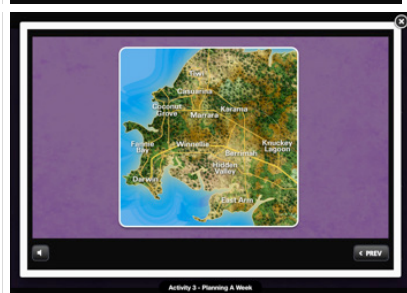 Tiwi
Casuarina
Coconut
Grove
Marrara
Karama
Fannie
Bay
Winnellie
Berrimah
Knuckey
Lagoon
Hidden
Valley
Darwin
East Arm
PREV
Activity 3 - Planning A Week